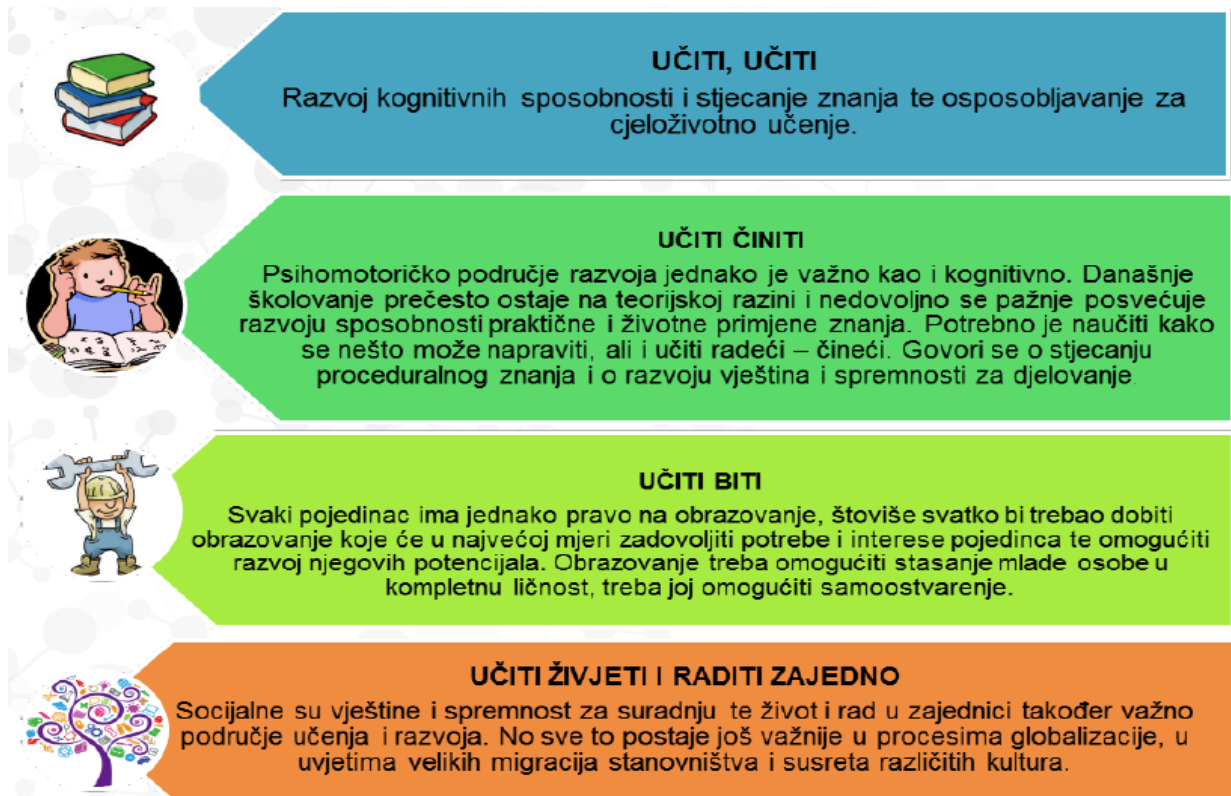 UČITI, UČITI
Razvoj kognitivnih sposobnosti i stjecanje znanja te osposobljavanje za
cjeloživotno učenje.
UČITI ČINITI
Psihomotoričko područje razvoja jednako je važno kao i kognitivno. Današnje
školovanje prečesto ostaje na teorijskoj razini i nedovoljno se pažnje posvećuje
razvoju sposobnosti praktične i životne primjene znanja. Potrebno je naučiti kako
se nešto može napraviti, ali i učiti radeći – čineći. Govori se o stjecanju
proceduralnog znanja i o razvoju vještina i spremnosti za djelovanje.
UČITI BITI
Svaki pojedinac ima jednako pravo na obrazovanje, štoviše svatko bi trebao dobiti
obrazovanje koje će u najvećoj mjeri zadovoljiti potrebe i interese pojedinca te omogućiti
razvoj njegovih potencijala. Obrazovanje treba omogućiti stasanje mlade osobe u
kompletnu ličnost, treba joj omogućiti samoostvarenje.
UČITI ŽIVJETI I RADITI ZAJEDNO
Socijalne su vještine i spremnost za suradnju te život i rad u zajednici također važno
područje učenja i razvoja. No sve to postaje još važnije u procesima globalizacije, u
uvjetima velikih migracija stanovništva i susreta različitih kultura.